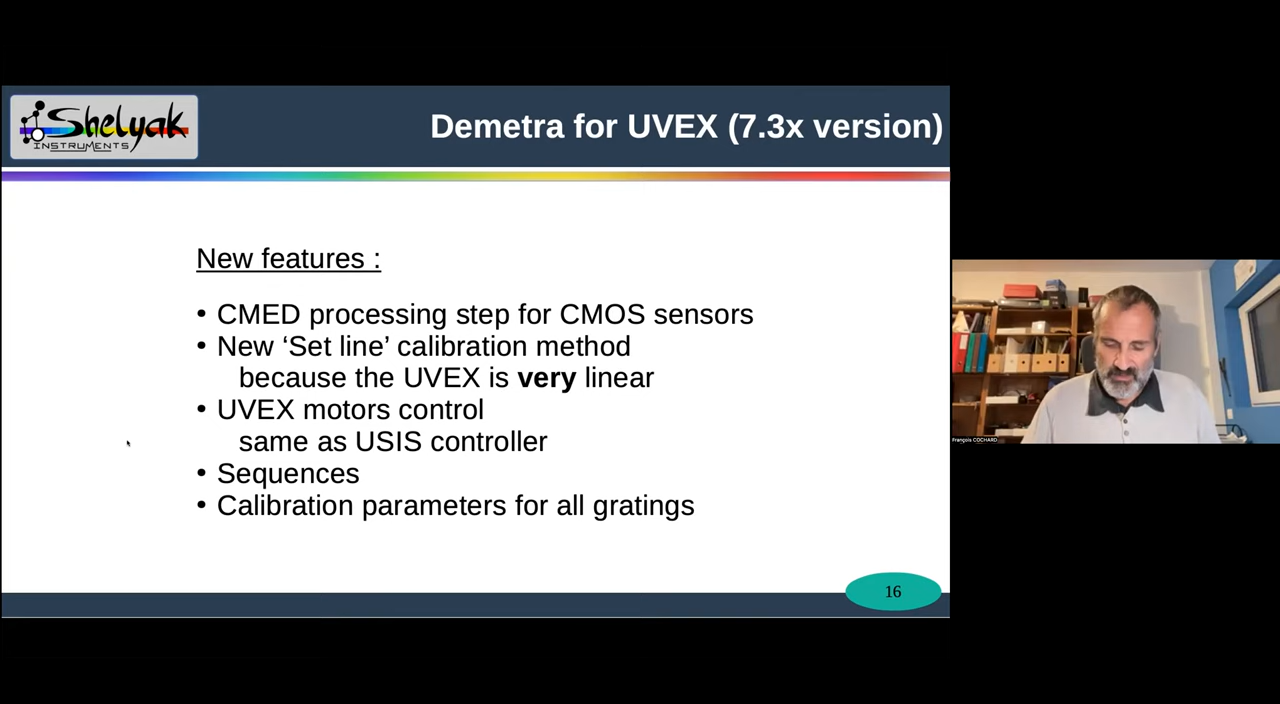 Shelyak
INSTRUMENTS
Demetra for UVEX (7.3x version)
New features :
• CMED processing step for CMOS sensors
• New ‘Set line’ calibration method
because the UVEX is very linear
• UVEX motors control
same as USIS controller
• Sequences
• Calibration parameters for all gratings
16
François COCHARD